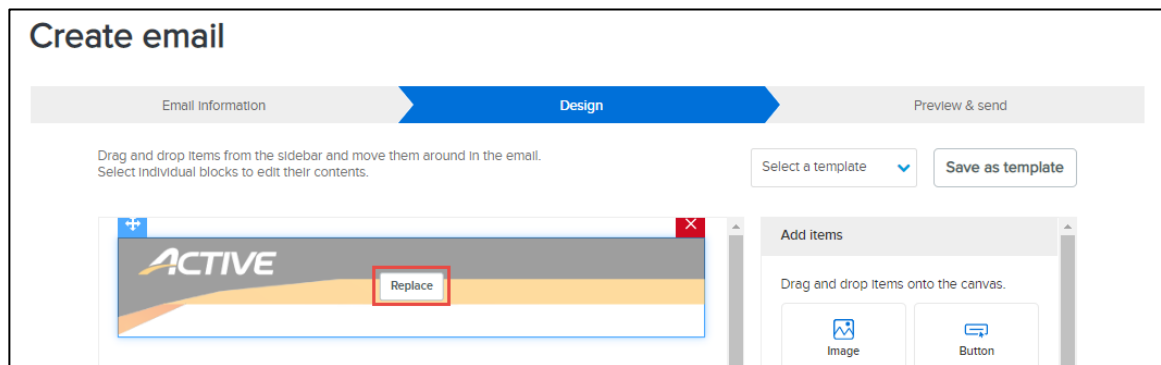 Create email
Email information
Design
Preview & send
Drag and drop items from the sidebar and move them around in the email.
Select individual blocks to edit their contents.
Select a template
Save as template
ACTIVE
Replace
Add items
Drag and drop items onto the canvas.
Image
Button